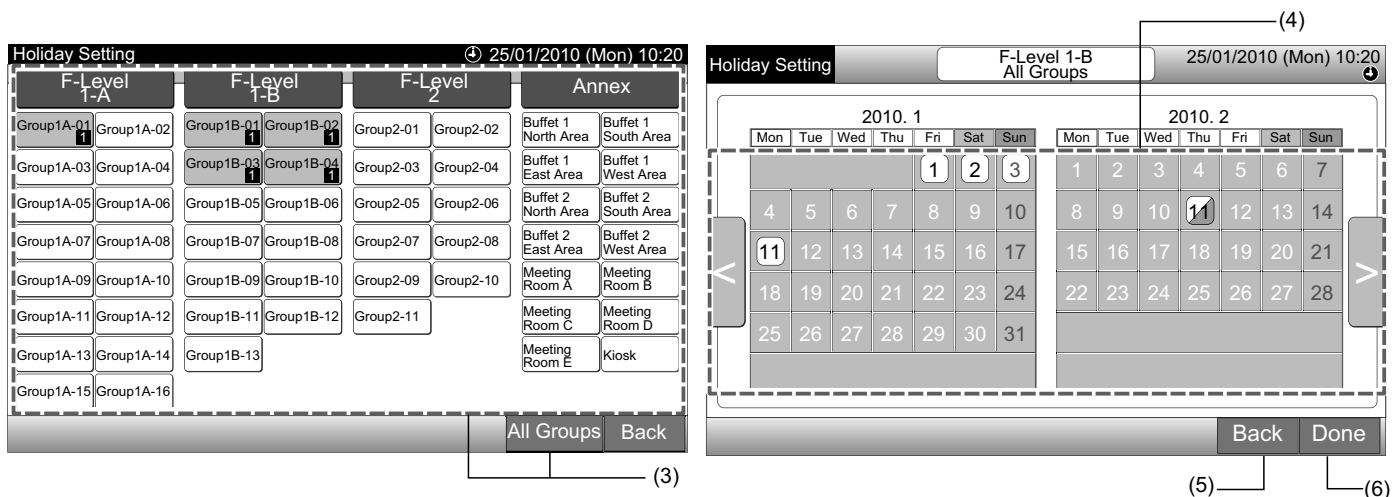 (4)
Holiday Setting 25/01/2010 (Mon) 10:20
F-Level 1-A F-Level 1-B F-Level 2 Annex
Group1A-01 1 Group1A-02 Group1B-01 1 Group1B-02 1 Group2-01 Group2-02 Buffet 1 North Area Buffet 1 South Area
Group1A-03 Group1A-04 Group1B-03 1 Group1B-04 1 Group2-03 Group2-04 Buffet 1 East Area Buffet 1 West Area
Group1A-05 Group1A-06 Group1B-05 Group1B-06 Group2-05 Group2-06 Buffet 2 North Area Buffet 2 South Area
Group1A-07 Group1A-08 Group1B-07 Group1B-08 Group2-07 Group2-08 Buffet 2 East Area Buffet 2 West Area
Group1A-09 Group1A-10 Group1B-09 Group1B-10 Group2-09 Group2-10 Meeting Room A Meeting Room B
Group1A-11 Group1A-12 Group1B-11 Group1B-12 Group2-11 Meeting Room C Meeting Room D
Group1A-13 Group1A-14 Group1B-13 Meeting Room E Kiosk
Group1A-15 Group1A-16
All Groups Back
(3)
Holiday Setting F-Level 1-B All Groups 25/01/2010 (Mon) 10:20
2010. 1
Mon Tue Wed Thu Fri Sat Sun
1 2 3
4 5 6 7 8 9 10
11 12 13 14 15 16 17
18 19 20 21 22 23 24
25 26 27 28 29 30 31
2010. 2
Mon Tue Wed Thu Fri Sat Sun
1 2 3 4 5 6 7
8 9 10 11 12 13 14
15 16 17 18 19 20 21
22 23 24 25 26 27 28
< >
Back Done
(5) (6)